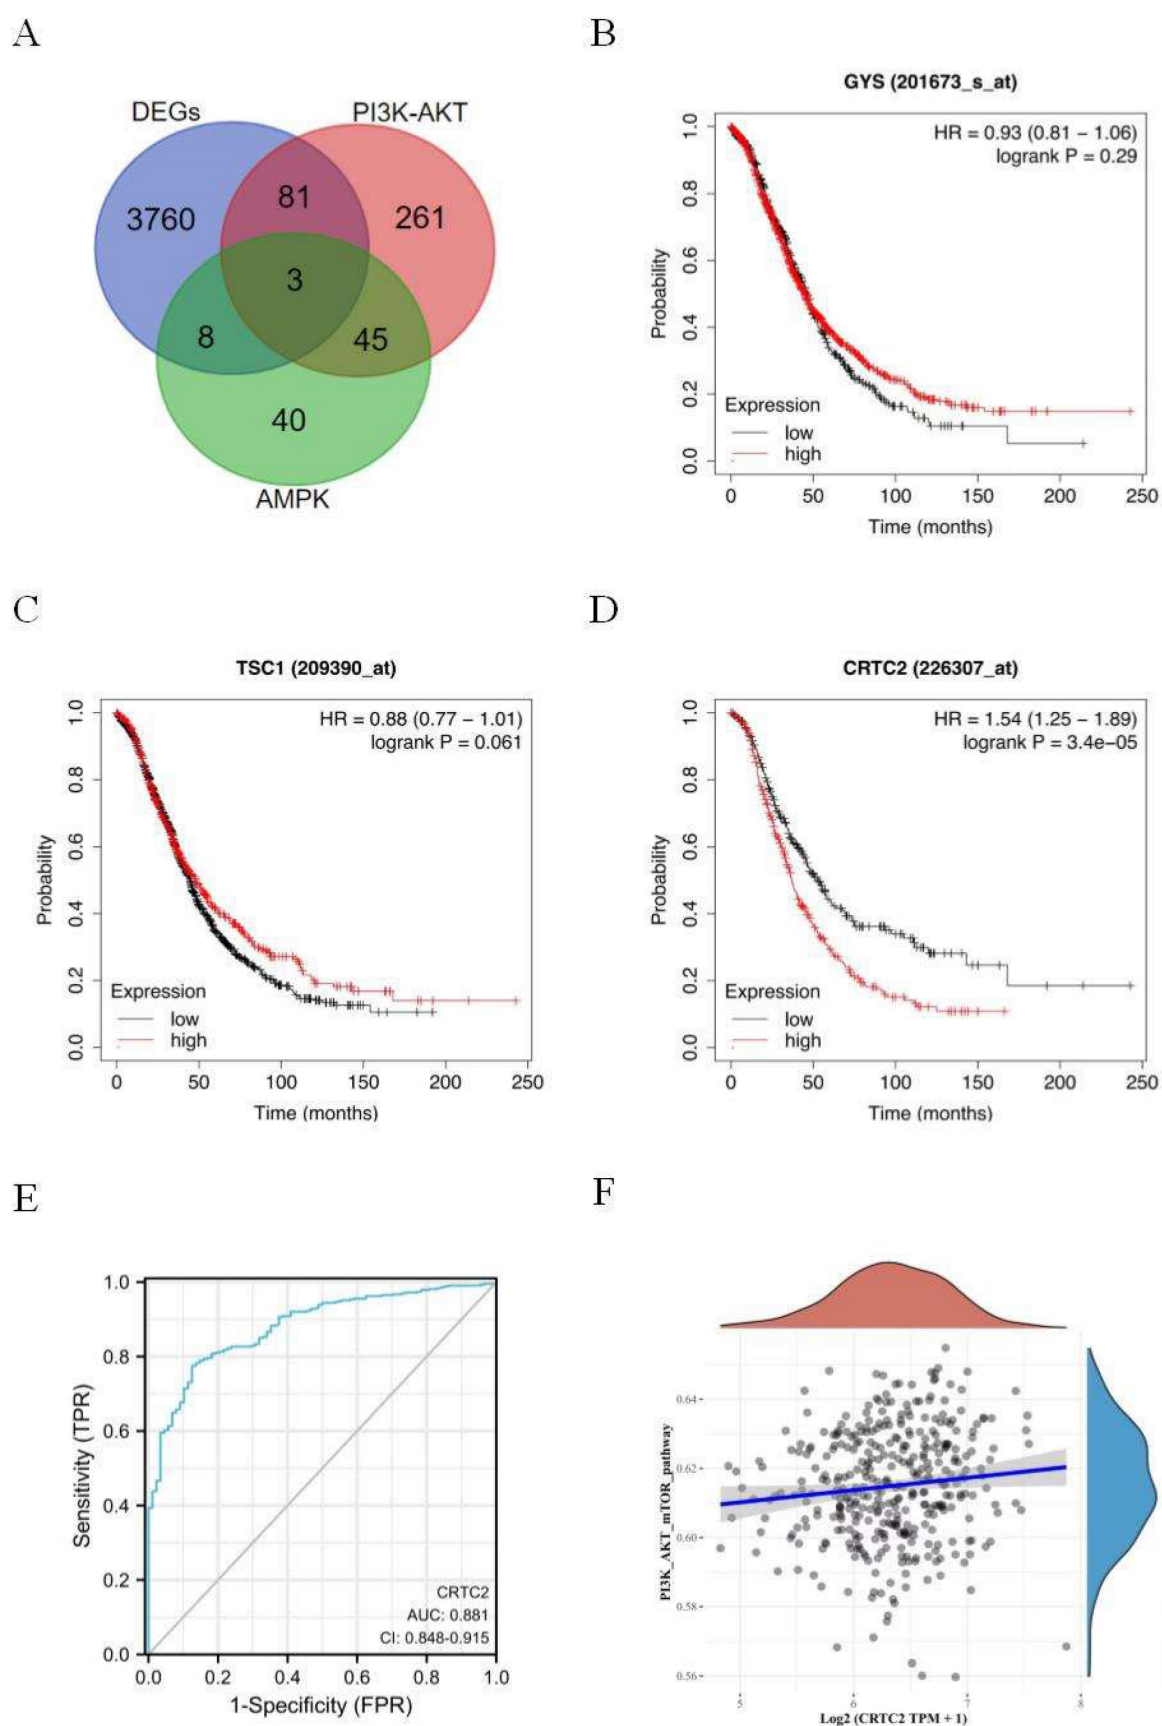 A
DEGs
PI3K-AKT
3760
81
261
3
8
45
40
AMPK
B
GYS (201673_s_at)
HR = 0.93 (0.81 − 1.06)
logrank P = 0.29
Probability
1.0
0.8
0.6
0.4
0.2
0.0
Expression
low
high
0 50 100 150 200 250
Time (months)
C
TSC1 (209390_at)
HR = 0.88 (0.77 − 1.01)
logrank P = 0.061
Probability
1.0
0.8
0.6
0.4
0.2
0.0
Expression
low
high
0 50 100 150 200 250
Time (months)
D
CRTC2 (226307_at)
HR = 1.54 (1.25 − 1.89)
logrank P = 3.4e−05
Probability
1.0
0.8
0.6
0.4
0.2
0.0
Expression
low
high
0 50 100 150 200 250
Time (months)
E
Sensitivity (TPR)
1.0
0.8
0.6
0.4
0.2
0.0
CRTC2
AUC: 0.881
CI: 0.848-0.915
0.0 0.2 0.4 0.6 0.8 1.0
1-Specificity (FPR)
F
PI3K_AKT_mTOR_pathway
0.64
0.62
0.60
0.58
0.56
5 6 7 8
Log2 (CRTC2 TPM + 1)